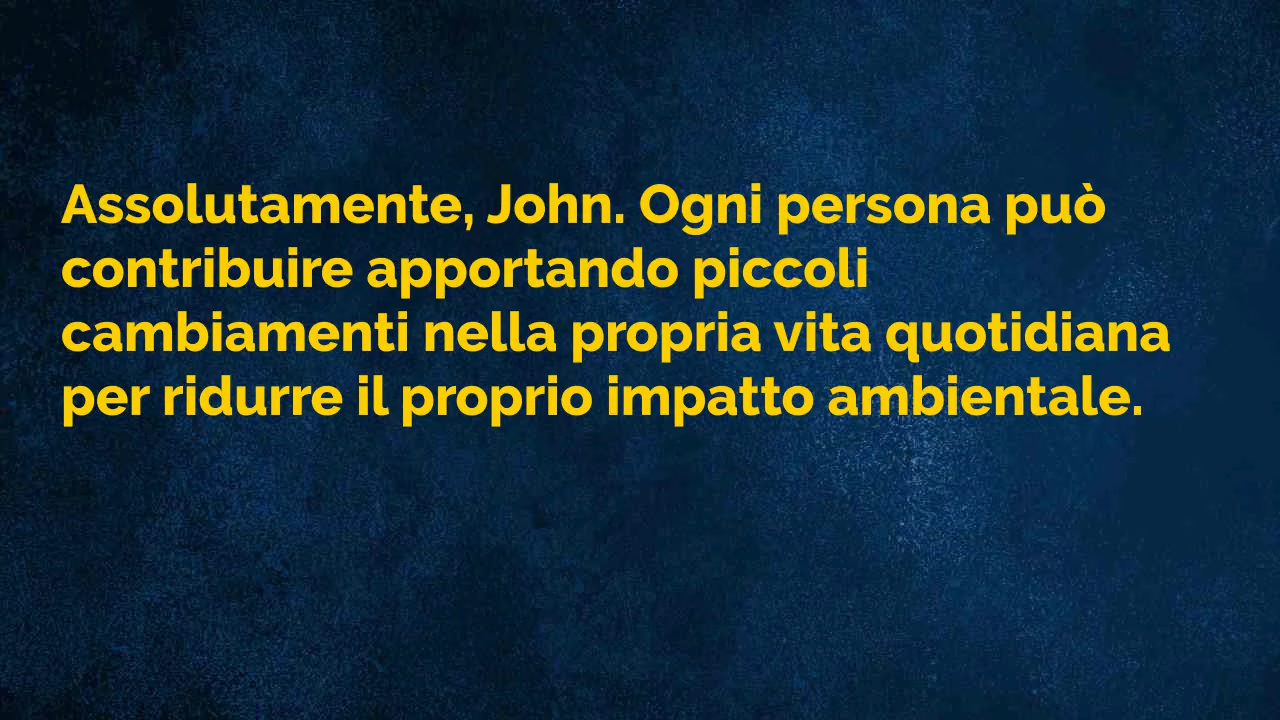 Assolutamente, John. Ogni persona può
contribuire apportando piccoli
cambiamenti nella propria vita quotidiana
per ridurre il proprio impatto ambientale.